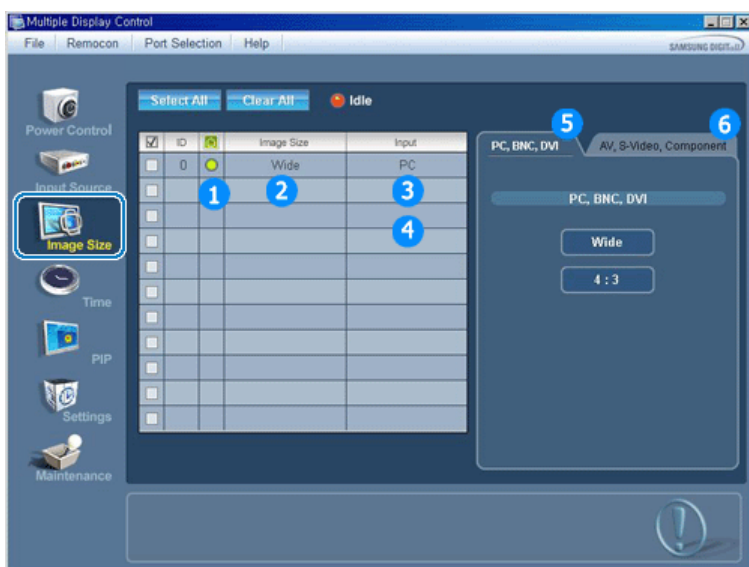 Multiple Display Control
File Remocon Port Selection Help
SAMSUNG DIGITall
Select All Clear All Idle
Power Control
Input Source
Image Size
Time
PIP
Settings
Maintenance
ID Image Size Input
0 Wide PC
1 2 3
4
5 6
PC, BNC, DVI AV, S-Video, Component
PC, BNC, DVI
Wide
4 : 3